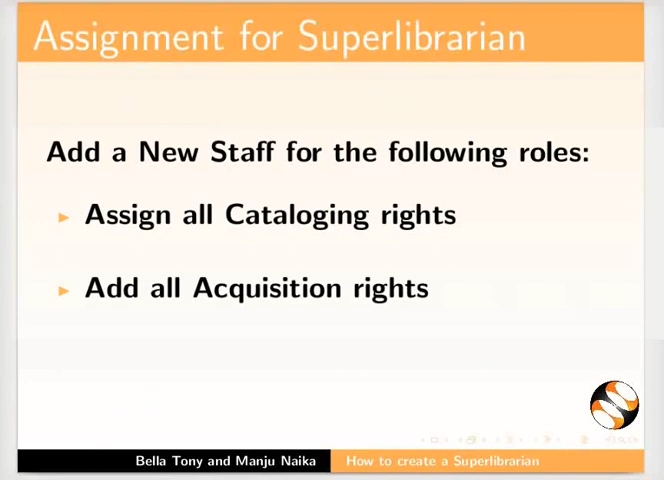 Assignment for Superlibrarian
Add a New Staff for the following roles:
Assign all Cataloging rights
Add all Acquisition rights
Bella Tony and Manju Naika
How to create a Superlibrarian